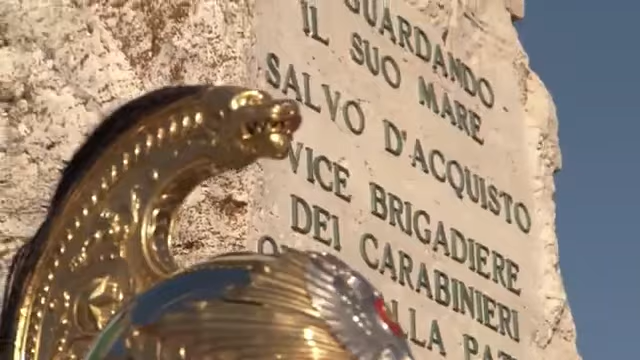 GUARDANDO
IL SUO MARE
SALVO D'ACQUISTO
VICE BRIGADIERE
DEI CARABINIERI